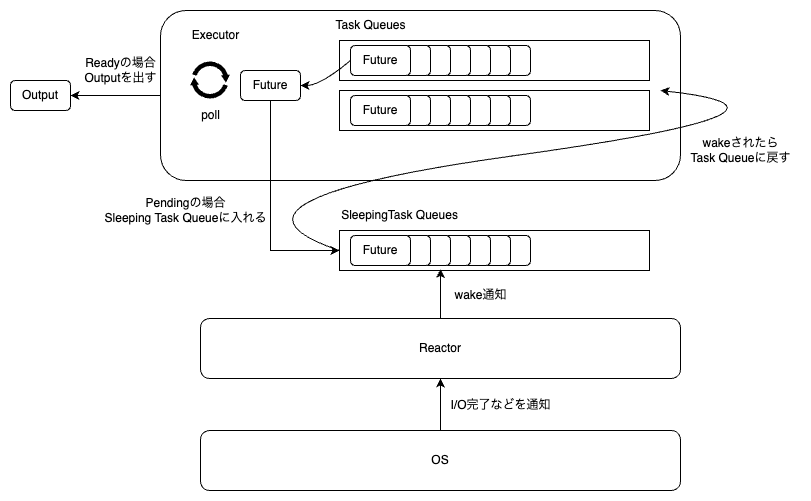 Task Queues
Executor
Future
Readyの場合
Outputを出す
Output
poll
Future
Future
wakeされたら
Task Queueに戻す
Pendingの場合
Sleeping Task Queueに入れる
SleepingTask Queues
Future
wake通知
Reactor
I/O完了などを通知
OS